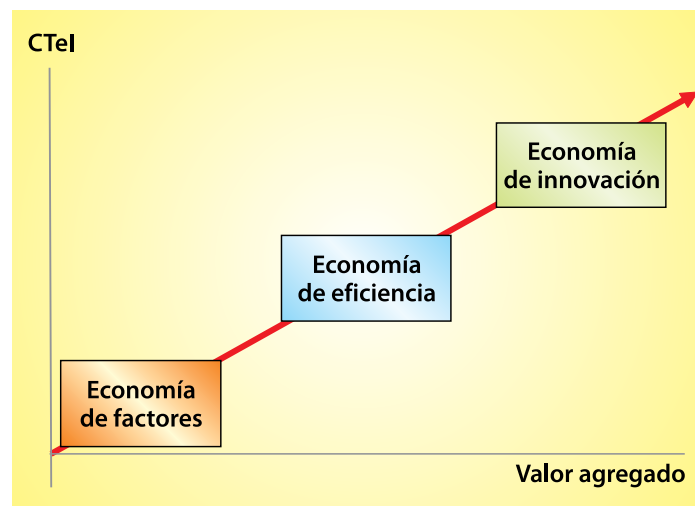 CTeI
Economía
de innovación
Economía
de eficiencia
Economía
de factores
Valor agregado